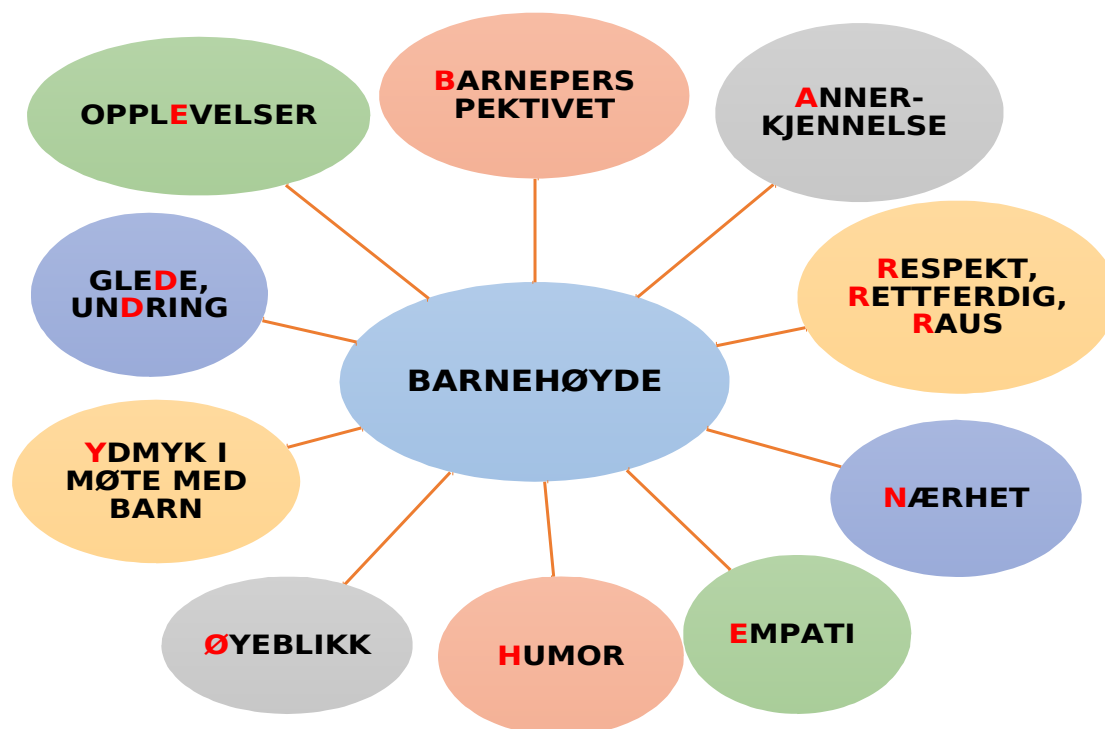 OPPLEVELSER
BARNEPERS
PEKTIVET
ANNER-
KJENNELSE
GLEDE,
UNDRING
RESPEKT,
RETTFERDIG,
RAUS
BARNEHØYDE
YDMYK I
MØTE MED
BARN
NÆRHET
ØYEBLIKK
HUMOR
EMPATI